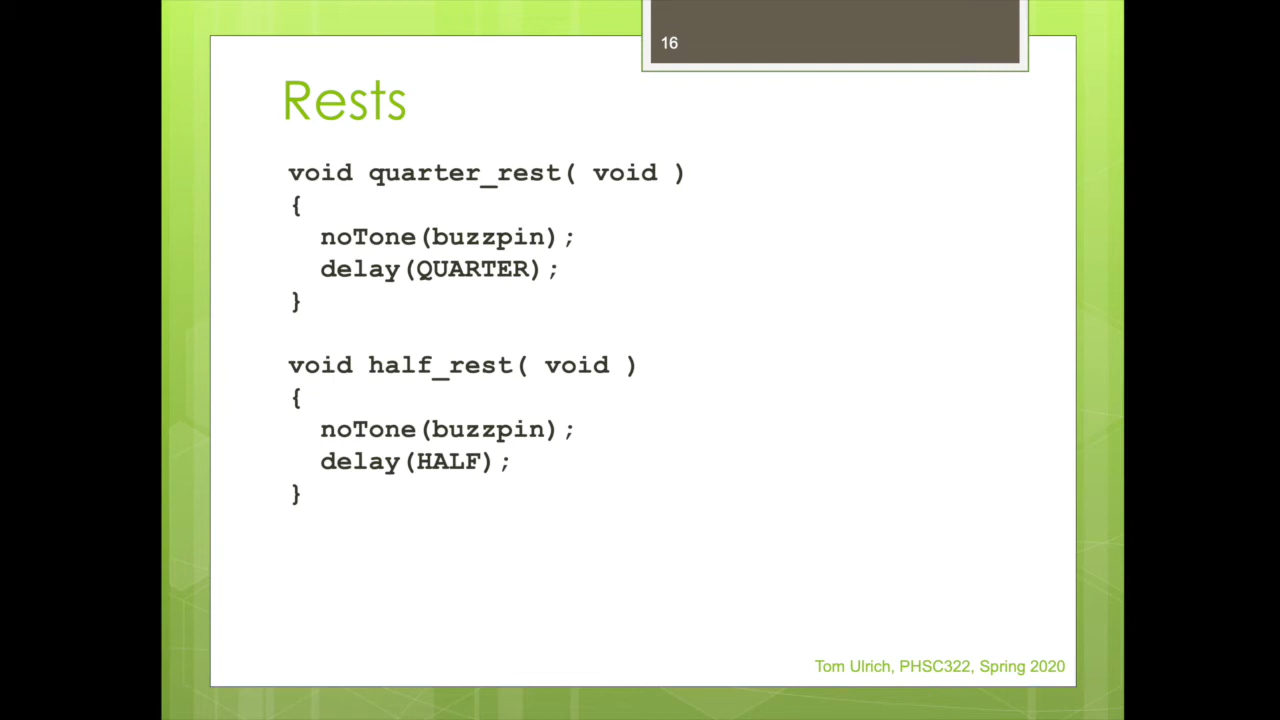 16
Rests
void quarter_rest( void )
{
  noTone(buzzpin);
  delay(QUARTER);
}
void half_rest( void )
{
  noTone(buzzpin);
  delay(HALF);
}
Tom Ulrich, PHSC322, Spring 2020